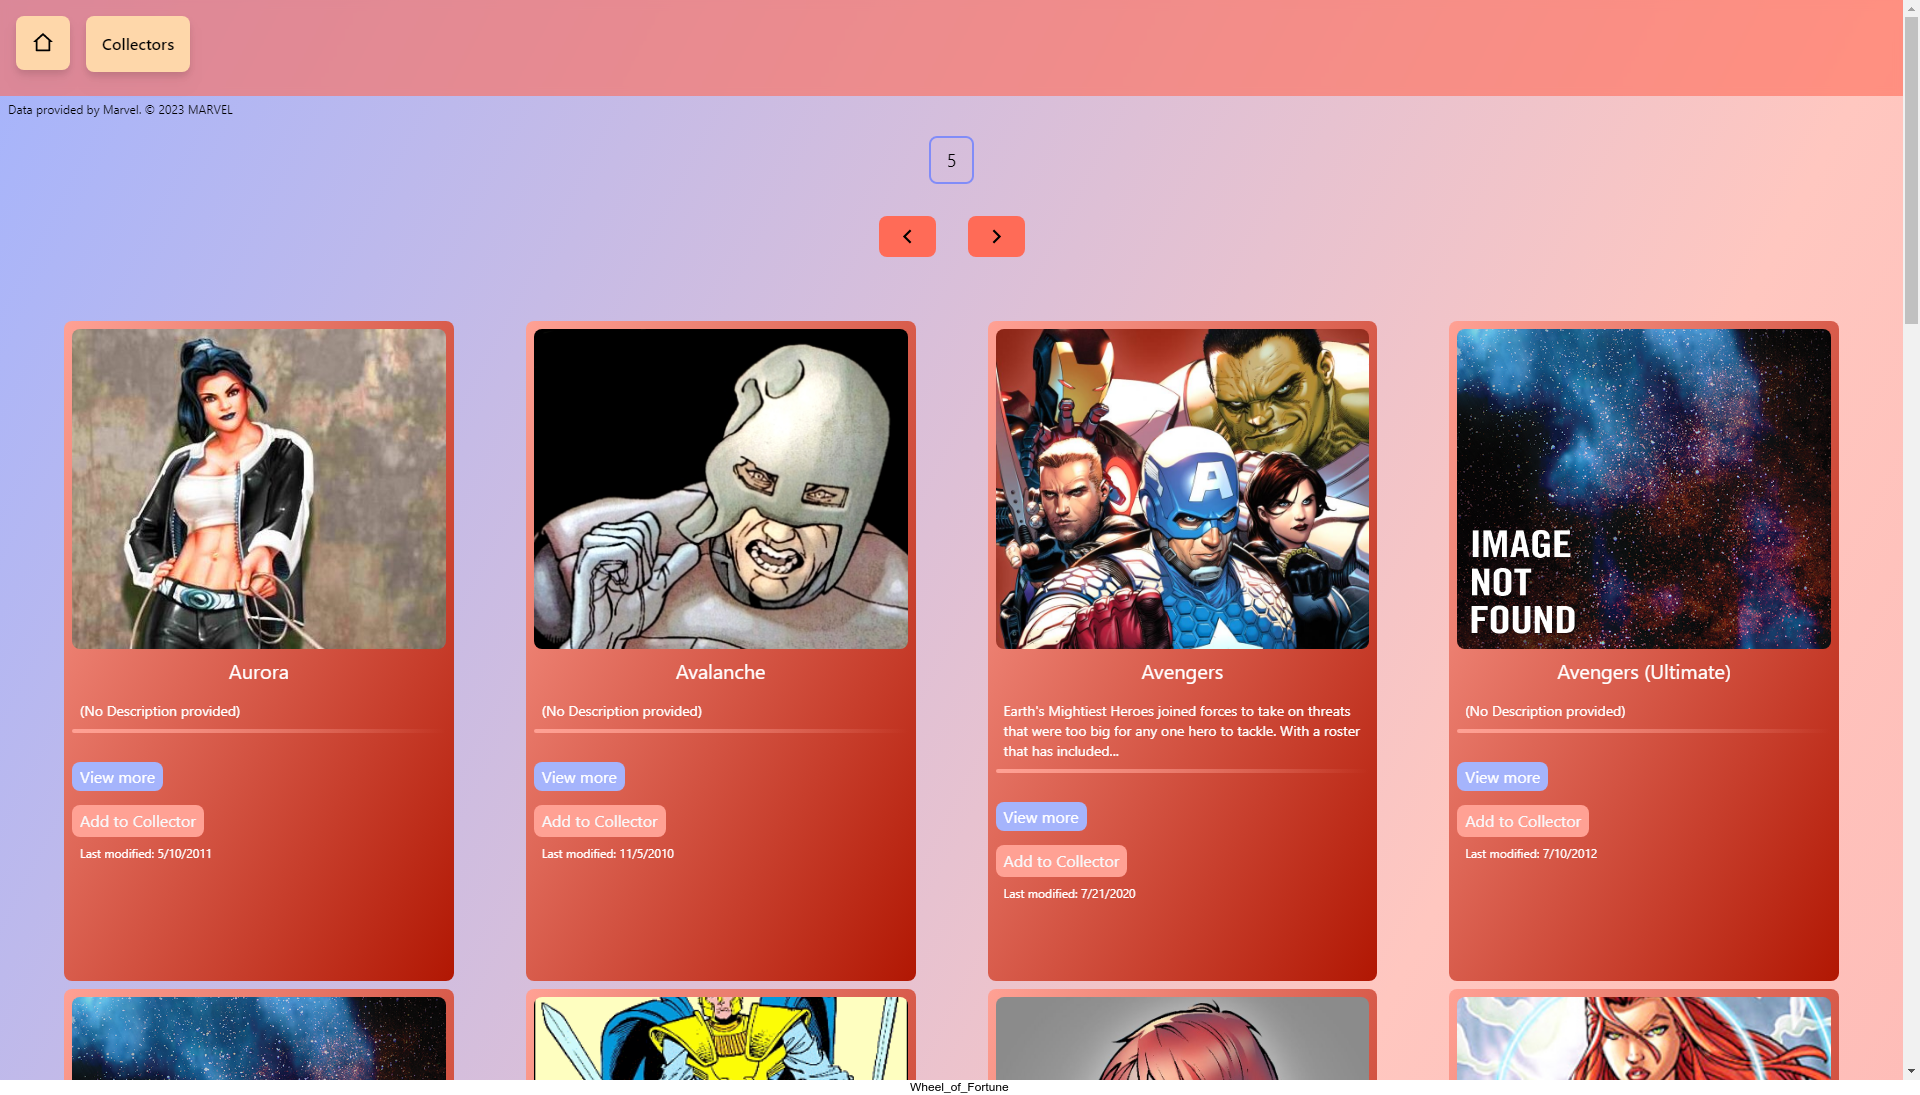 Collectors
Data provided by Marvel. © 2023 MARVEL
5
A
IMAGE
NOT
FOUND
Aurora
Avalanche
Avengers
Avengers (Ultimate)
(No Description provided)
(No Description provided)
Earth's Mightiest Heroes joined forces to take on threats
that were too big for any one hero to tackle. With a roster
that has included...
(No Description provided)
View more
View more
View more
View more
Add to Collector
Add to Collector
Add to Collector
Add to Collector
Last modified: 5/10/2011
Last modified: 11/5/2010
Last modified: 7/21/2020
Last modified: 7/10/2012
Wheel_of_Fortune